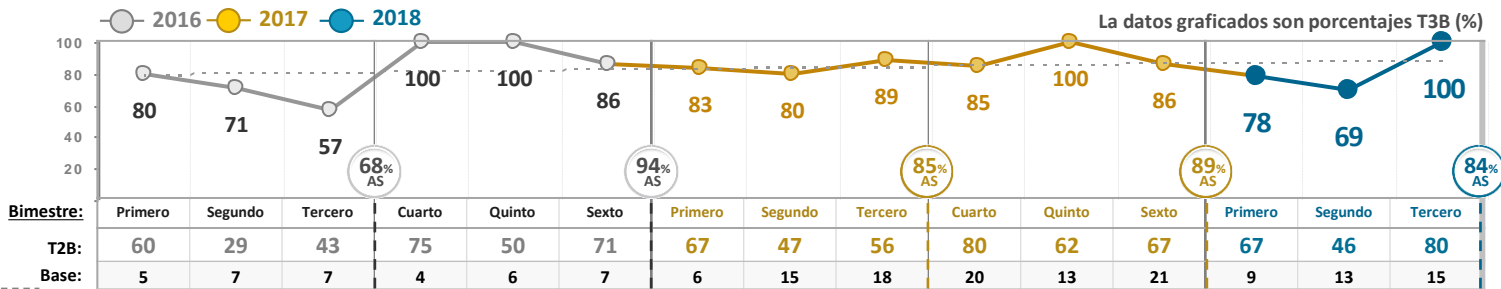 2016 2017 2018
La datos graficados son porcentajes T3B (%)
100
80
60
40
20
80 71 57 100 100 86 83 80 89 85 100 86 78 69 100
68% AS 94% AS 85% AS 89% AS 84% AS
Bimestre: Primero Segundo Tercero Cuarto Quinto Sexto Primero Segundo Tercero Cuarto Quinto Sexto Primero Segundo Tercero
T2B: 60 29 43 75 50 71 67 47 56 80 62 67 67 46 80
Base: 5 7 7 4 6 7 6 15 18 20 13 21 9 13 15